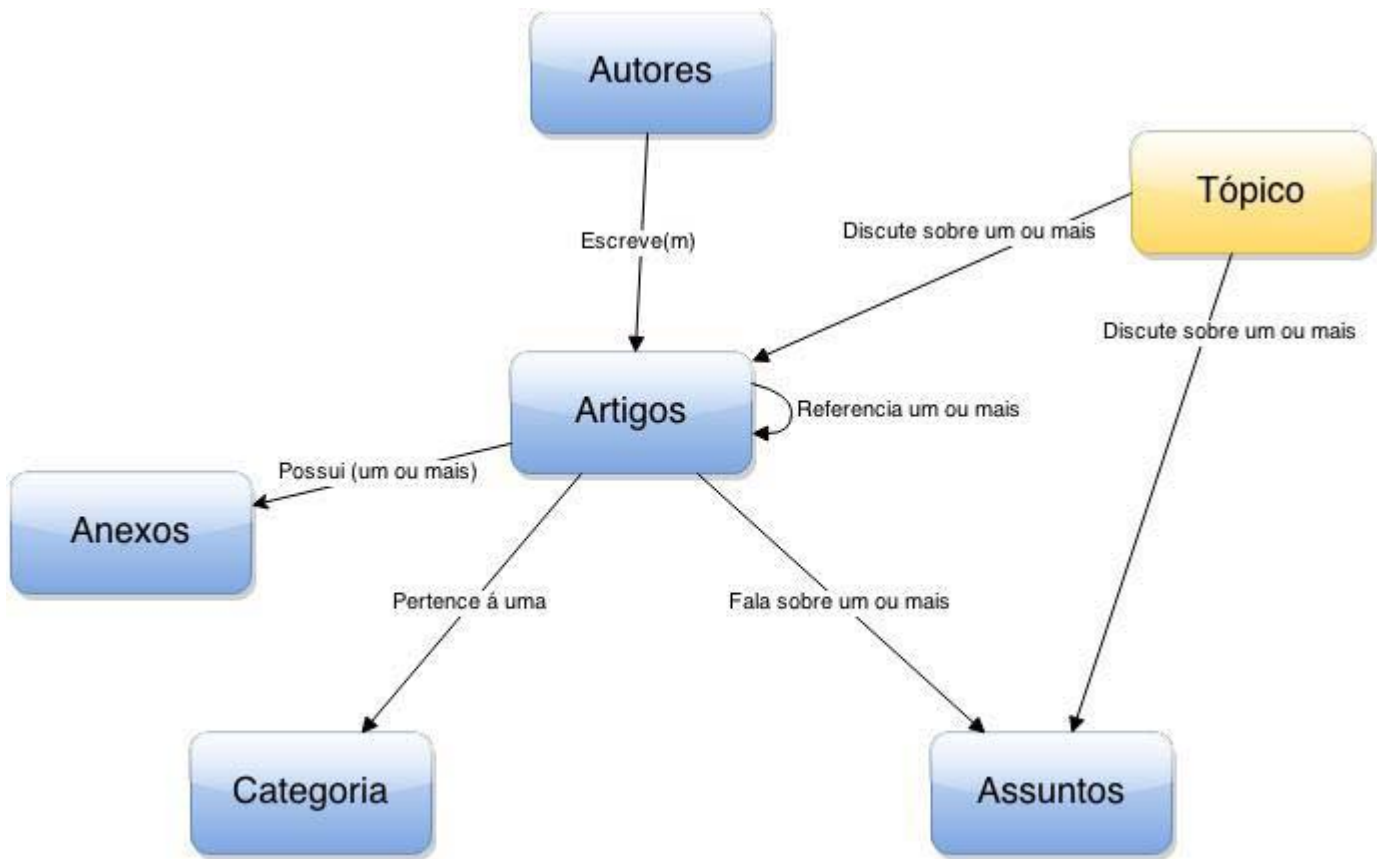 Autores
Tópico
Escreve(m)
Discute sobre um ou mais
Discute sobre um ou mais
Artigos
Referencia um ou mais
Possui (um ou mais)
Anexos
Pertence á uma
Fala sobre um ou mais
Categoria
Assuntos